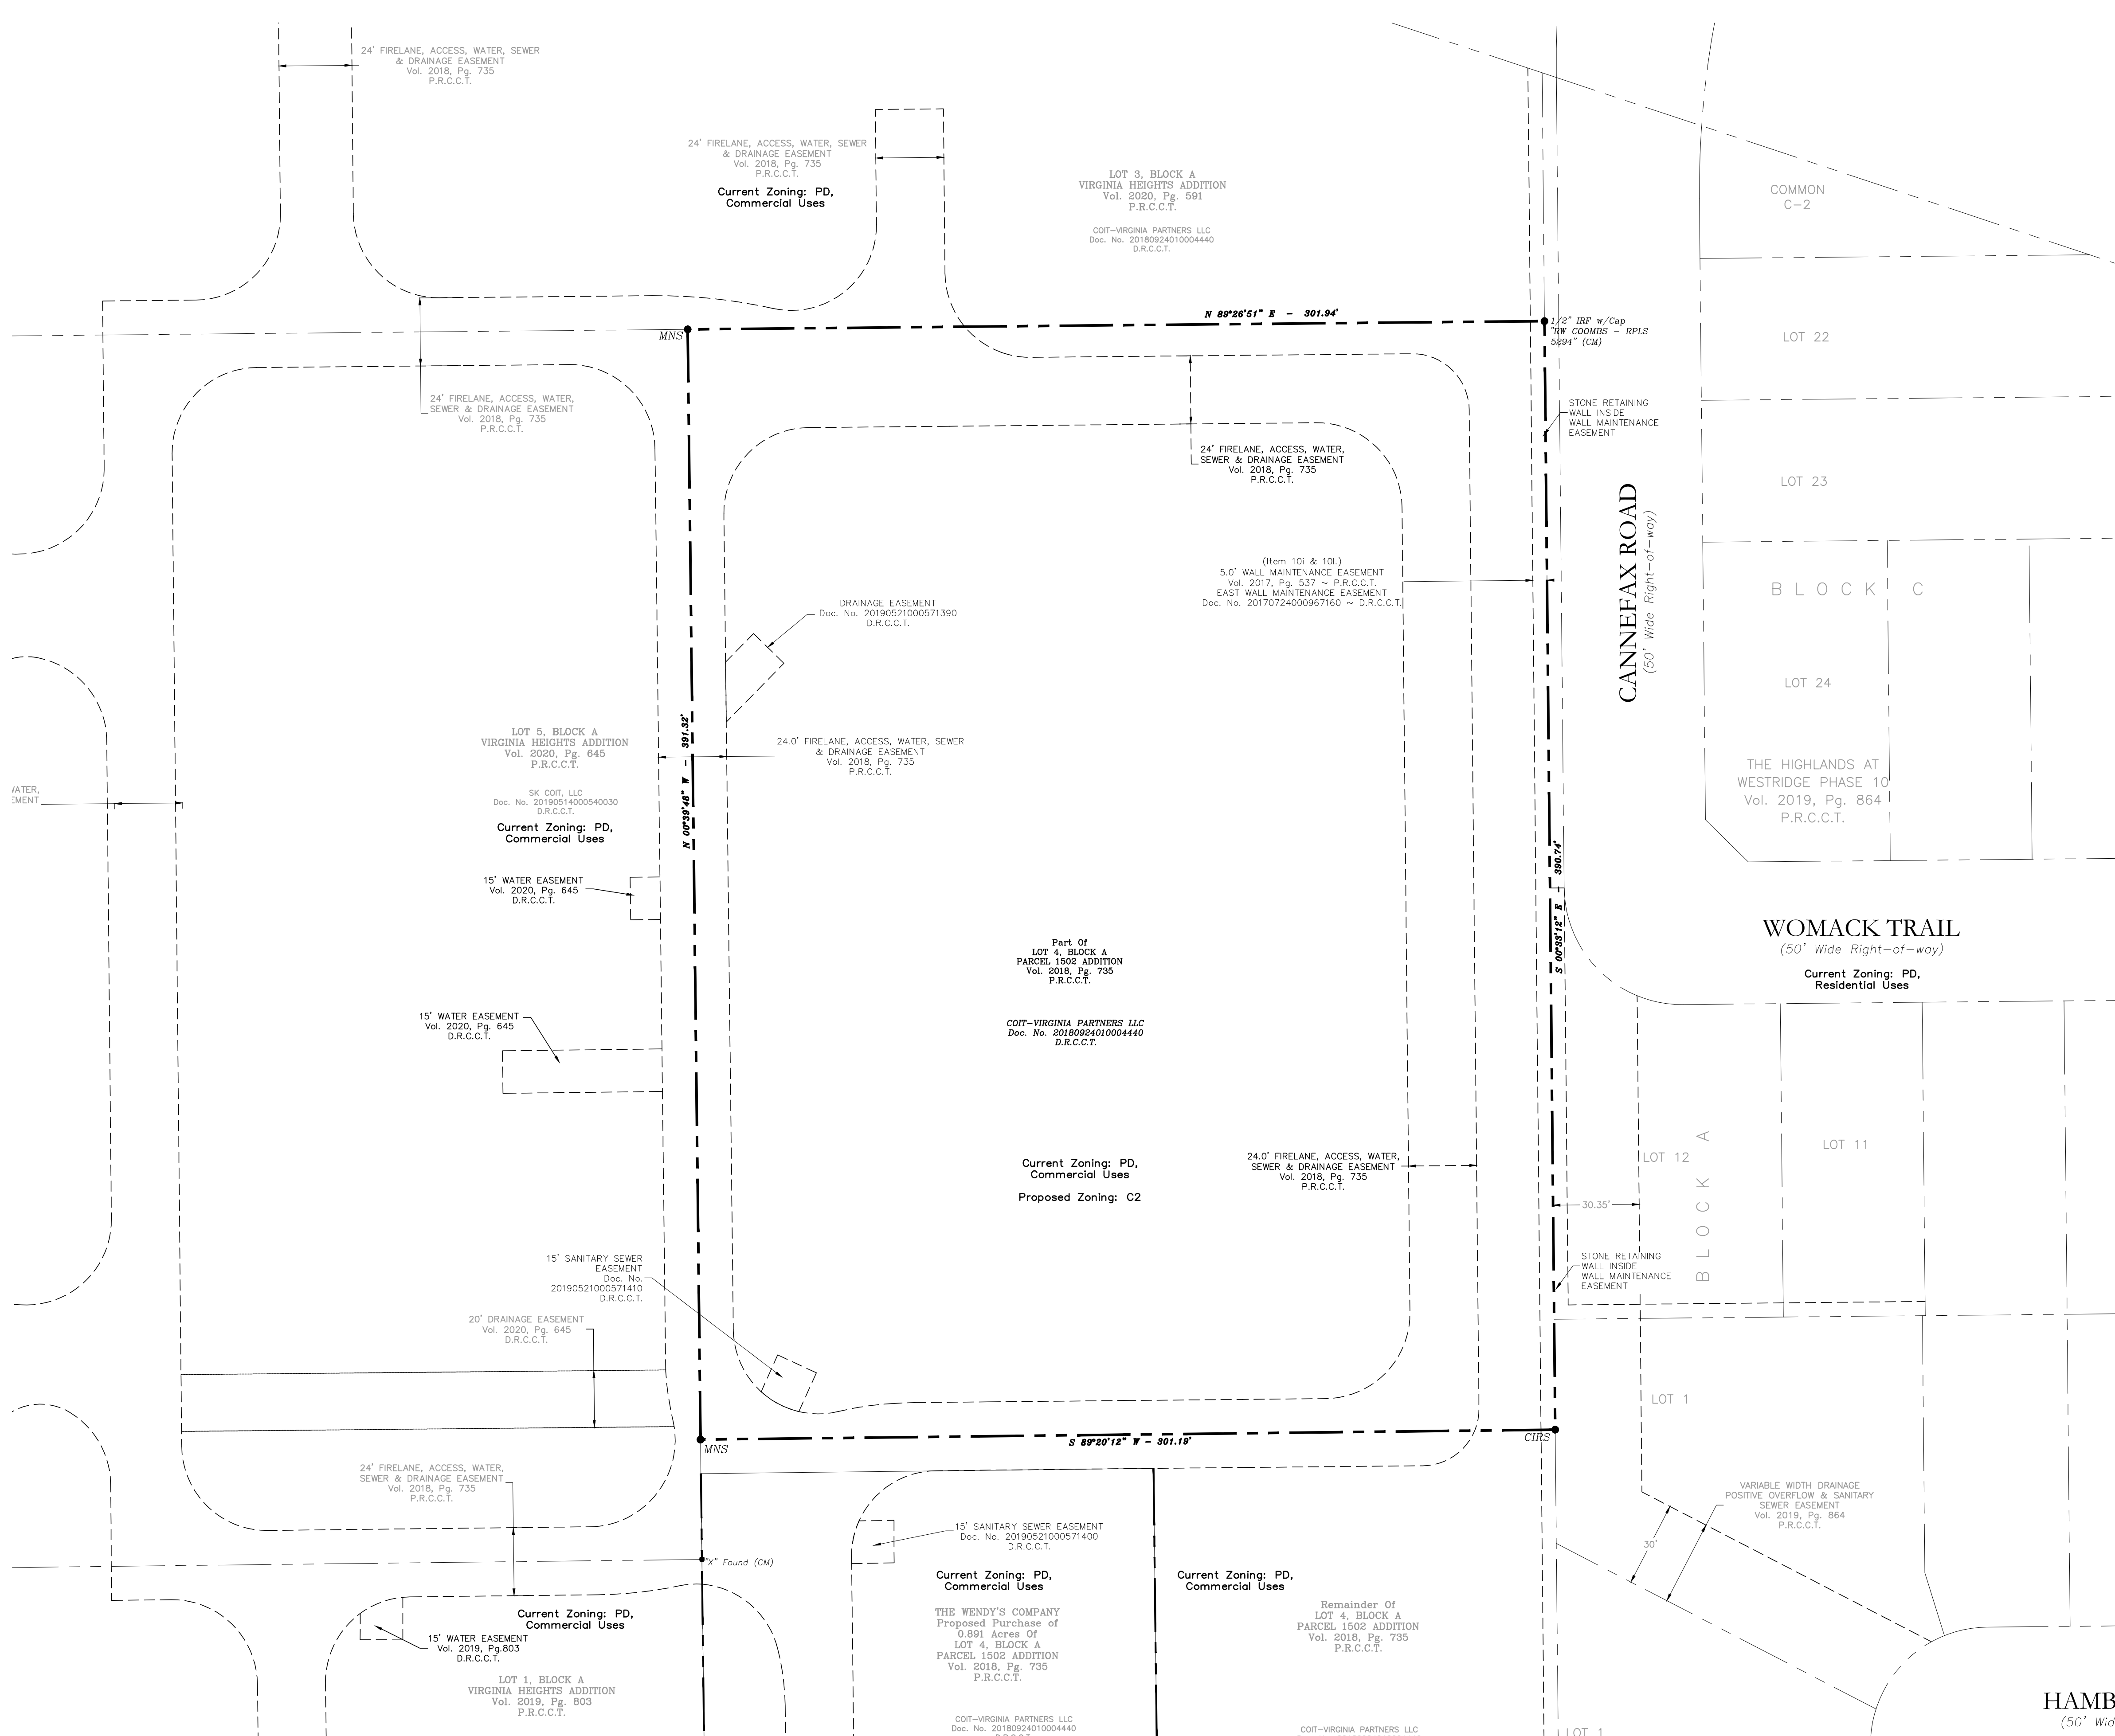 24' FIRELANE, ACCESS, WATER, SEWER
& DRAINAGE EASEMENT
Vol. 2018, Pg. 735
P.R.C.C.T.
24' FIRELANE, ACCESS, WATER, SEWER
& DRAINAGE EASEMENT
Vol. 2018, Pg. 735
P.R.C.C.T.
Current Zoning: PD,
Commercial Uses
LOT 3, BLOCK A
VIRGINIA HEIGHTS ADDITION
Vol. 2020, Pg. 591
P.R.C.C.T.
COIT-VIRGINIA PARTNERS LLC
Doc. No. 20180924010004440
D.R.C.C.T.
COMMON
C-2
N 89°26'51" E - 301.94'
MNS
1/2" IRF w/Cap
"RW COOMBS - RPLS
5294" (CM)
LOT 22
24' FIRELANE, ACCESS, WATER,
SEWER & DRAINAGE EASEMENT
Vol. 2018, Pg. 735
P.R.C.C.T.
STONE RETAINING
WALL INSIDE
WALL MAINTENANCE
EASEMENT
24' FIRELANE, ACCESS, WATER,
SEWER & DRAINAGE EASEMENT
Vol. 2018, Pg. 735
P.R.C.C.T.
LOT 23
CANNEFAX ROAD
(50' Wide Right-of-way)
(Item 10i & 10l.)
5.0' WALL MAINTENANCE EASEMENT
Vol. 2017, Pg. 537 ~ P.R.C.C.T.
EAST WALL MAINTENANCE EASEMENT
Doc. No. 20170724000967160 ~ D.R.C.C.T.
BLOCK C
DRAINAGE EASEMENT
Doc. No. 20190521000571390
D.R.C.C.T.
LOT 24
LOT 5, BLOCK A
VIRGINIA HEIGHTS ADDITION
Vol. 2020, Pg. 645
P.R.C.C.T.
N 00°39'48" W - 391.32'
24.0' FIRELANE, ACCESS, WATER, SEWER
& DRAINAGE EASEMENT
Vol. 2018, Pg. 735
P.R.C.C.T.
THE HIGHLANDS AT
WESTRIDGE PHASE 10
Vol. 2019, Pg. 864
P.R.C.C.T.
SK COIT, LLC
Doc. No. 20190514000540030
D.R.C.C.T.
Current Zoning: PD,
Commercial Uses
S 00°33'12" E - 390.74'
15' WATER EASEMENT
Vol. 2020, Pg. 645
D.R.C.C.T.
WOMACK TRAIL
(50' Wide Right-of-way)
Current Zoning: PD,
Residential Uses
Part Of
LOT 4, BLOCK A
PARCEL 1502 ADDITION
Vol. 2018, Pg. 735
P.R.C.C.T.
15' WATER EASEMENT
Vol. 2020, Pg. 645
D.R.C.C.T.
COIT-VIRGINIA PARTNERS LLC
Doc. No. 20180924010004440
D.R.C.C.T.
Current Zoning: PD,
Commercial Uses
Proposed Zoning: C2
24.0' FIRELANE, ACCESS, WATER,
SEWER & DRAINAGE EASEMENT
Vol. 2018, Pg. 735
P.R.C.C.T.
LOT 12
BLOCK A
LOT 11
30.35'
15' SANITARY SEWER
EASEMENT
Doc. No.
20190521000571410
D.R.C.C.T.
STONE RETAINING
WALL INSIDE
WALL MAINTENANCE
EASEMENT
20' DRAINAGE EASEMENT
Vol. 2020, Pg. 645
D.R.C.C.T.
LOT 1
MNS
S 89°20'12" W - 301.19'
CIRS
24' FIRELANE, ACCESS, WATER,
SEWER & DRAINAGE EASEMENT
Vol. 2018, Pg. 735
P.R.C.C.T.
VARIABLE WIDTH DRAINAGE
POSITIVE OVERFLOW & SANITARY
SEWER EASEMENT
Vol. 2019, Pg. 864
P.R.C.C.T.
30'
15' SANITARY SEWER EASEMENT
Doc. No. 20190521000571400
D.R.C.C.T.
"X" Found (CM)
Current Zoning: PD,
Commercial Uses
Current Zoning: PD,
Commercial Uses
THE WENDY'S COMPANY
Proposed Purchase of
0.891 Acres Of
LOT 4, BLOCK A
PARCEL 1502 ADDITION
Vol. 2018, Pg. 735
P.R.C.C.T.
Remainder Of
LOT 4, BLOCK A
PARCEL 1502 ADDITION
Vol. 2018, Pg. 735
P.R.C.C.T.
Current Zoning: PD,
Commercial Uses
15' WATER EASEMENT
Vol. 2019, Pg.803
D.R.C.C.T.
LOT 1, BLOCK A
VIRGINIA HEIGHTS ADDITION
Vol. 2019, Pg. 803
P.R.C.C.T.
COIT-VIRGINIA PARTNERS LLC
Doc. No. 20180924010004440
COIT-VIRGINIA PARTNERS LLC
LOT 1
HAMB
(50' Wid